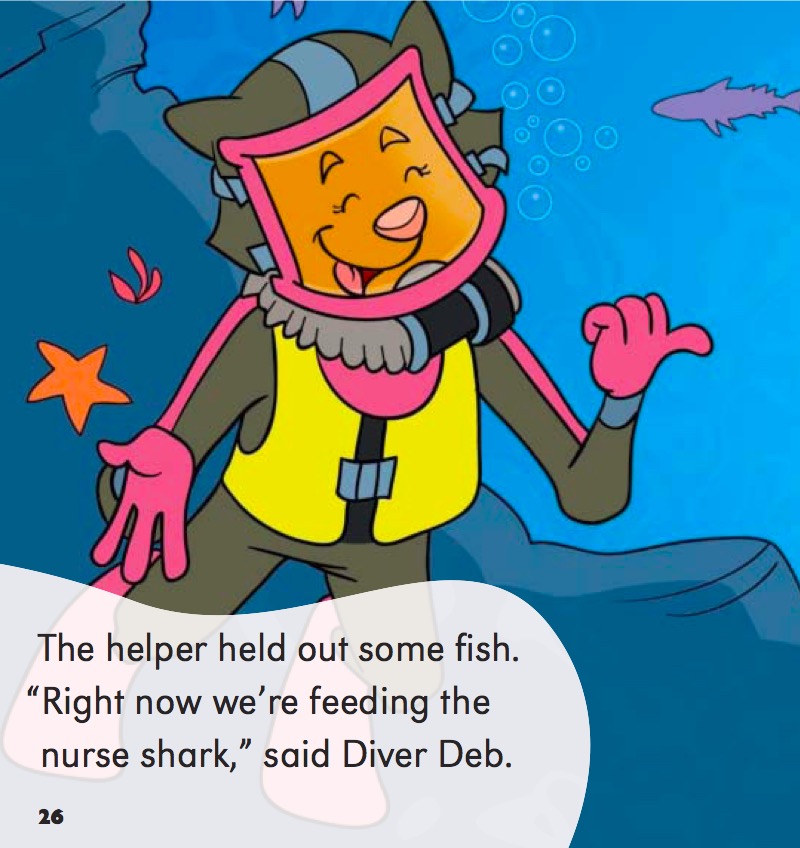 The helper held out some fish.
“Right now we’re feeding the
nurse shark,” said Diver Deb.
26